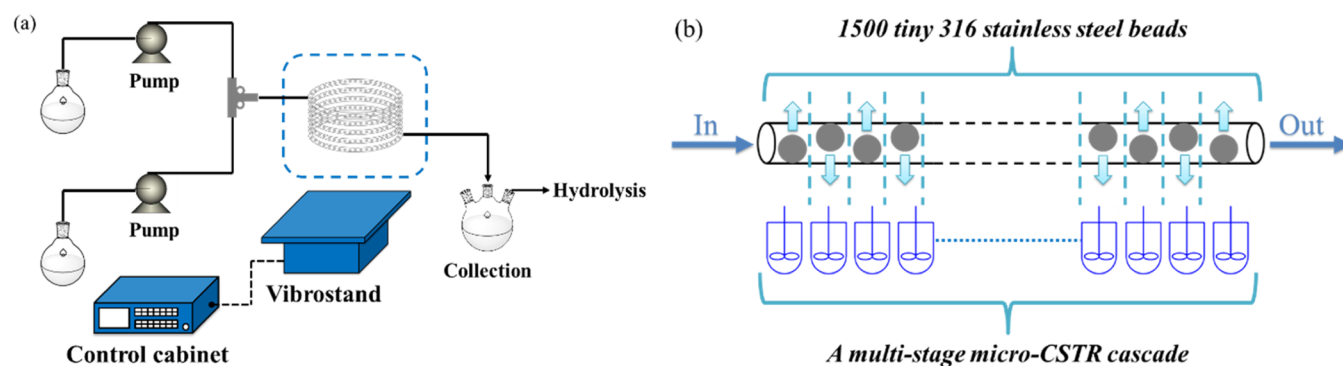 (a)
Pump
Pump
Hydrolysis
Collection
Vibrostand
Control cabinet
(b)
1500 tiny 316 stainless steel beads
In
Out
A multi-stage micro-CSTR cascade